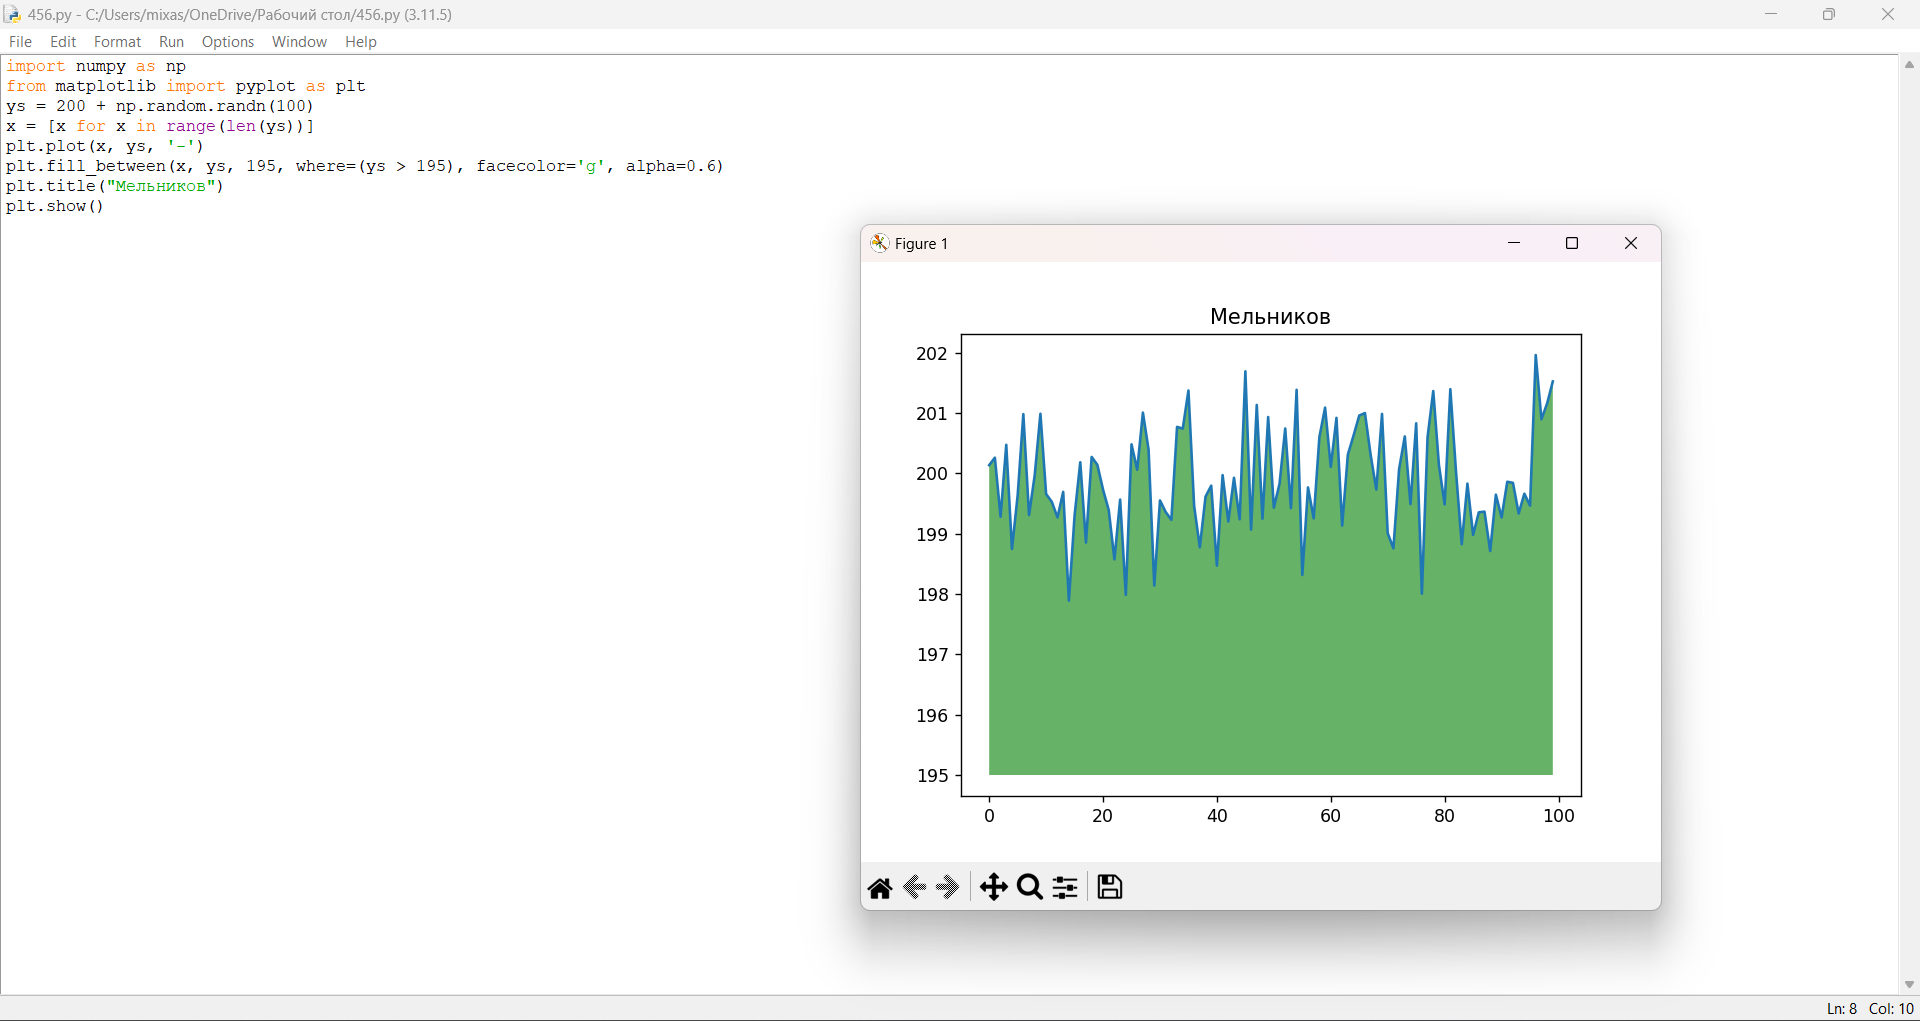 456.py - C:/Users/mixas/OneDrive/Рабочий стол/456.py (3.11.5)
File Edit Format Run Options Window Help
import numpy as np
from matplotlib import pyplot as plt
ys = 200 + np.random.randn(100)
x = [x for x in range(len(ys))]
plt.plot(x, ys, '-')
plt.fill_between(x, ys, 195, where=(ys > 195), facecolor='g', alpha=0.6)
plt.title("Мельников")
plt.show()
Figure 1
Мельников
202
201
200
199
198
197
196
195
0 20 40 60 80 100
Ln: 8 Col: 10